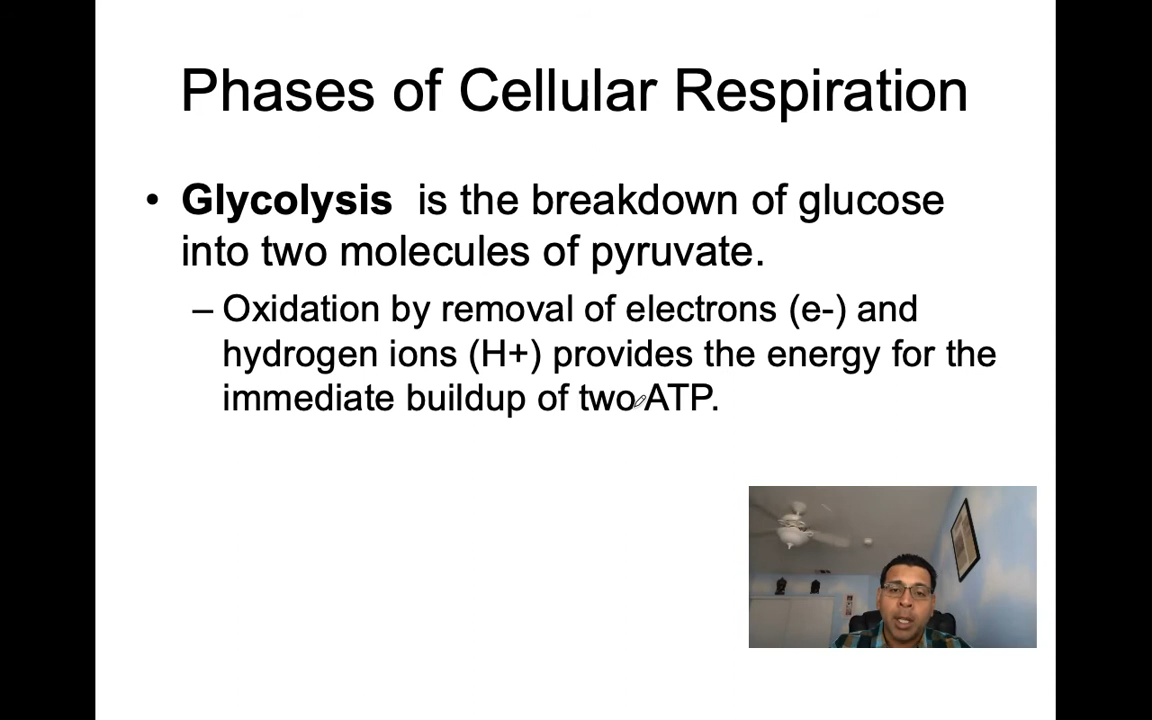 Phases of Cellular Respiration
• Glycolysis is the breakdown of glucose
into two molecules of pyruvate.
– Oxidation by removal of electrons (e-) and
hydrogen ions (H+) provides the energy for the
immediate buildup of two ATP.